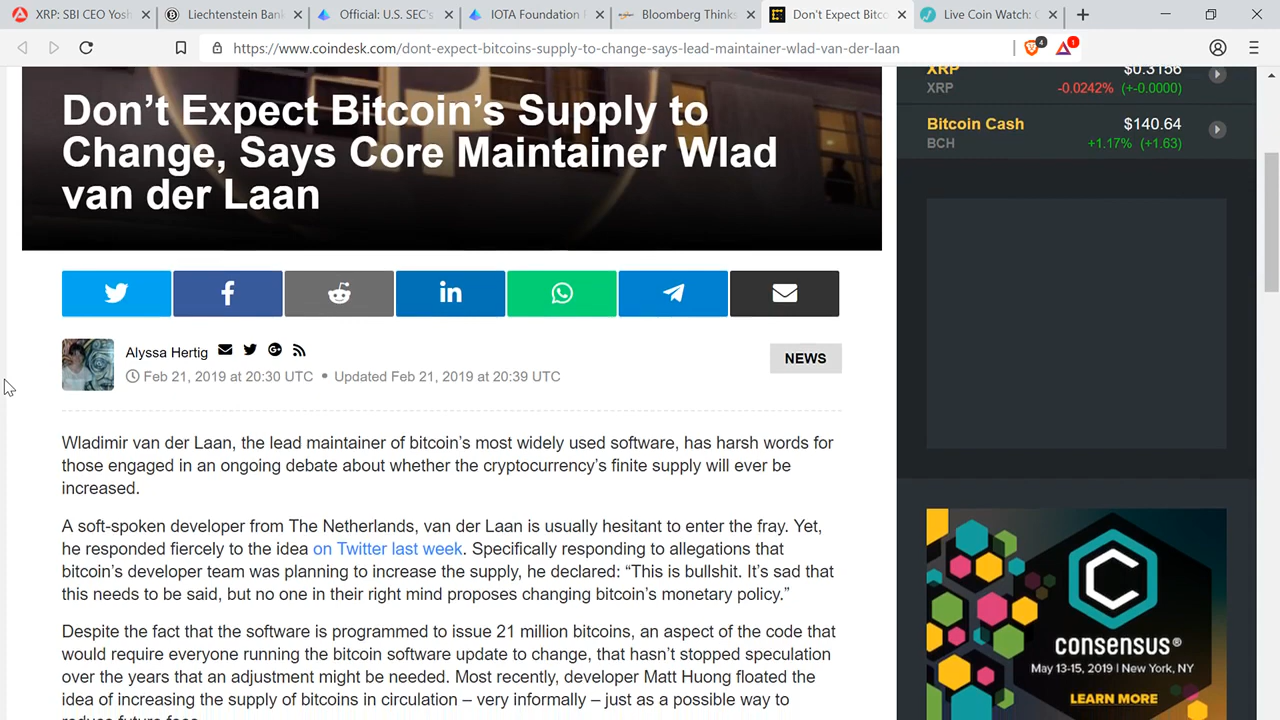 XRP: SBI CEO Yosh
Liechtenstein Bank
Official: U.S. SEC's
IOTA Foundation
Bloomberg Thinks
Don't Expect Bitco
Live Coin Watch: C
https://www.coindesk.com/dont-expect-bitcoins-supply-to-change-says-lead-maintainer-wlad-van-der-laan
4
1
Don't Expect Bitcoin's Supply to
Change, Says Core Maintainer Wlad
van der Laan
Alyssa Hertig
Feb 21, 2019 at 20:30 UTC • Updated Feb 21, 2019 at 20:39 UTC
NEWS
Wladimir van der Laan, the lead maintainer of bitcoin's most widely used software, has harsh words for
those engaged in an ongoing debate about whether the cryptocurrency's finite supply will ever be
increased.
A soft-spoken developer from The Netherlands, van der Laan is usually hesitant to enter the fray. Yet,
he responded fiercely to the idea on Twitter last week. Specifically responding to allegations that
bitcoin's developer team was planning to increase the supply, he declared: “This is bullshit. It's sad that
this needs to be said, but no one in their right mind proposes changing bitcoin's monetary policy.”
Despite the fact that the software is programmed to issue 21 million bitcoins, an aspect of the code that
would require everyone running the bitcoin software update to change, that hasn't stopped speculation
over the years that an adjustment might be needed. Most recently, developer Matt Huong floated the
idea of increasing the supply of bitcoins in circulation – very informally – just as a possible way to
reduce future fees.
XRP $0.3156
XRP -0.0242% (+-0.0000)
Bitcoin Cash $140.64
BCH +1.17% (+1.63)
consensus®
May 13-15, 2019 | New York, NY
LEARN MORE